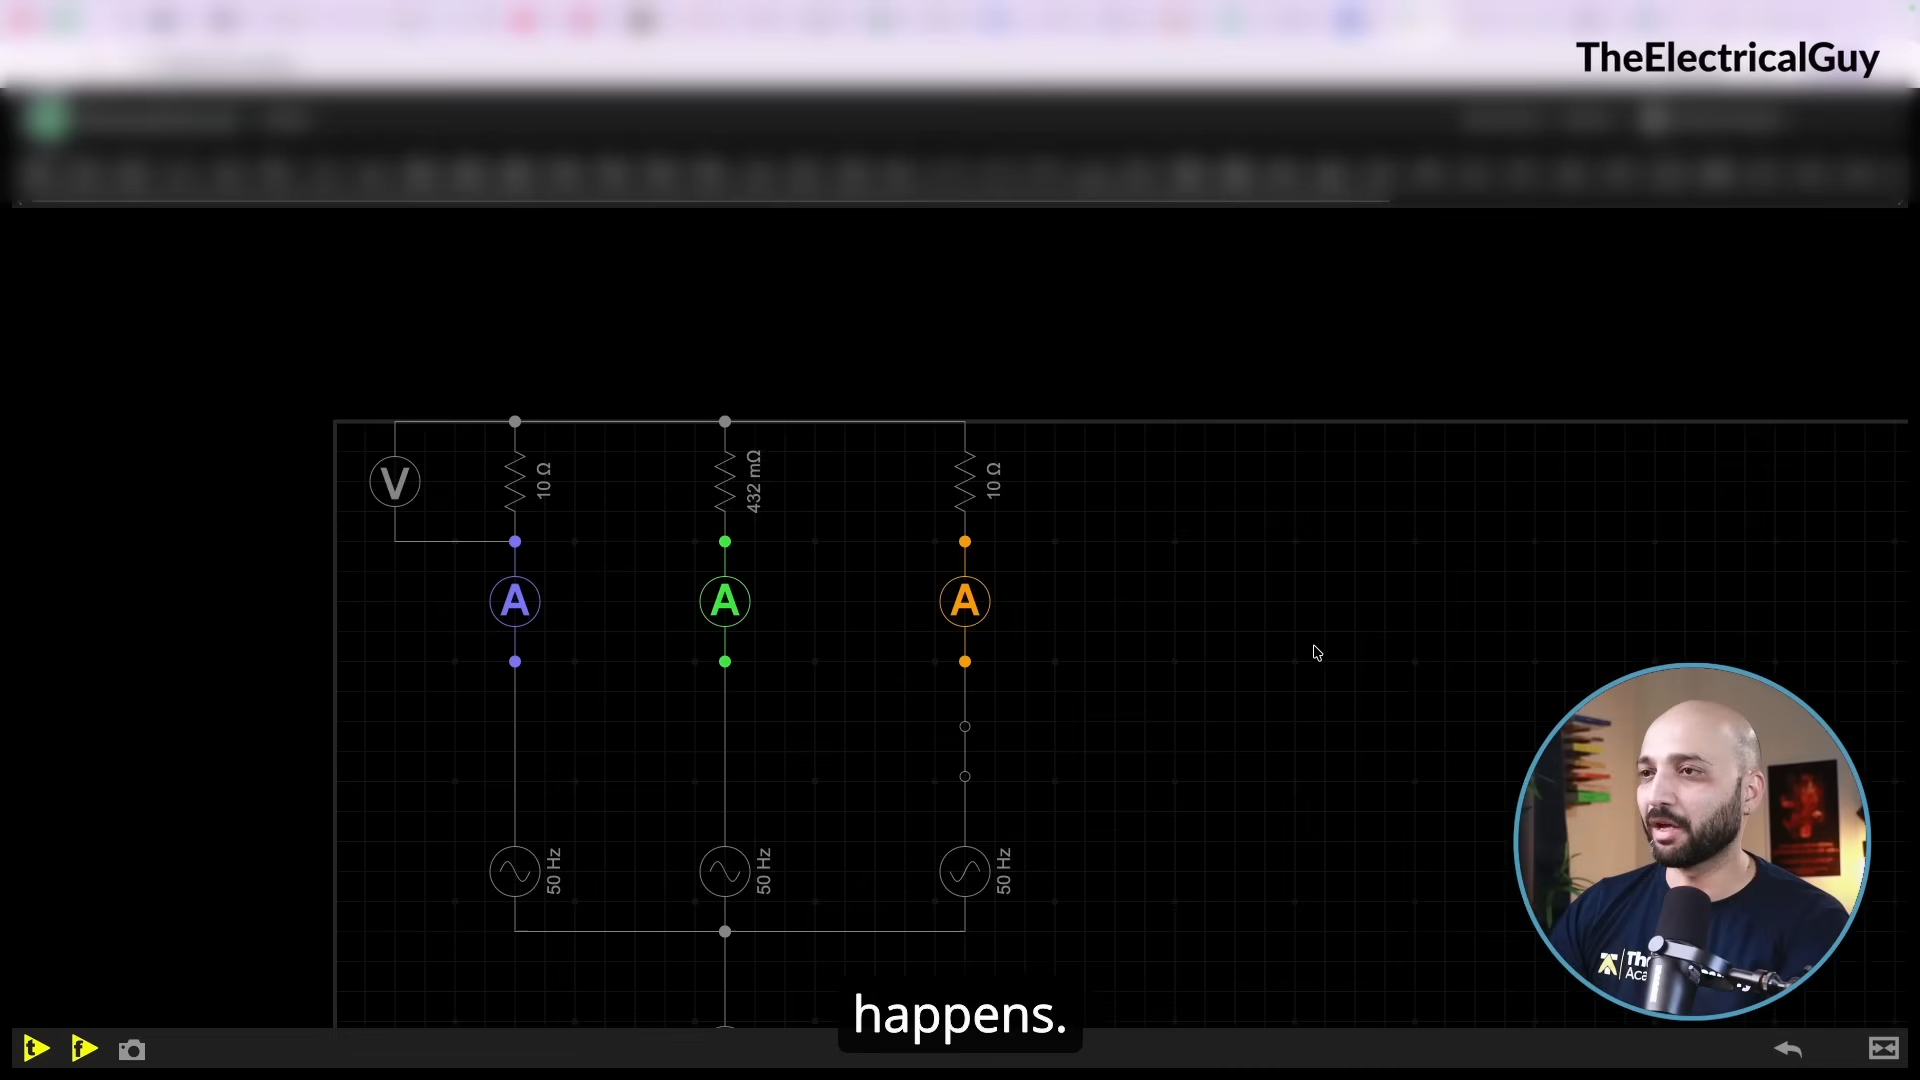 TheElectricalGuy
V
10 Ω
432 mΩ
10 Ω
A
A
A
50 Hz
50 Hz
50 Hz
happens.
t
f